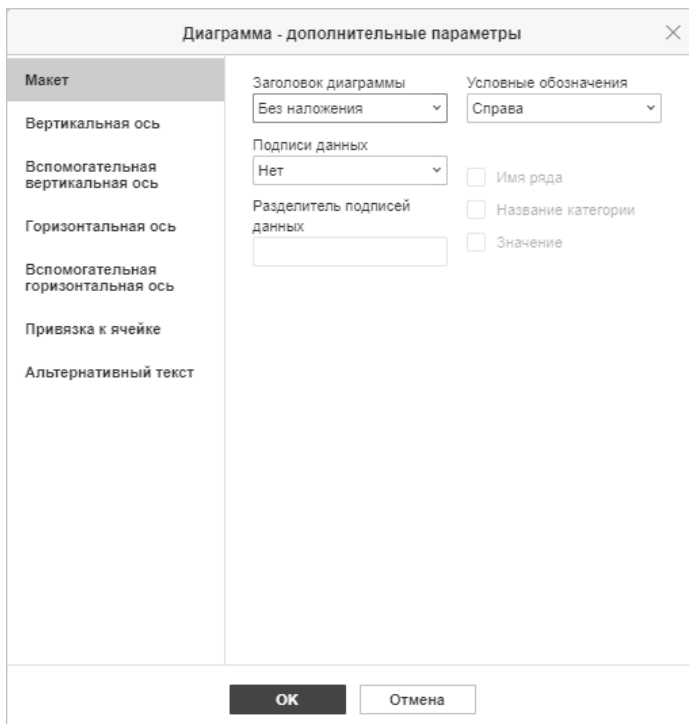 Диаграмма - дополнительные параметры
Макет
Вертикальная ось
Вспомогательная
вертикальная ось
Горизонтальная ось
Вспомогательная
горизонтальная ось
Привязка к ячейке
Альтернативный текст
Заголовок диаграммы
Без наложения
Условные обозначения
Справа
Подписи данных
Нет
Разделитель подписей
данных
Имя ряда
Название категории
Значение
OK
Отмена